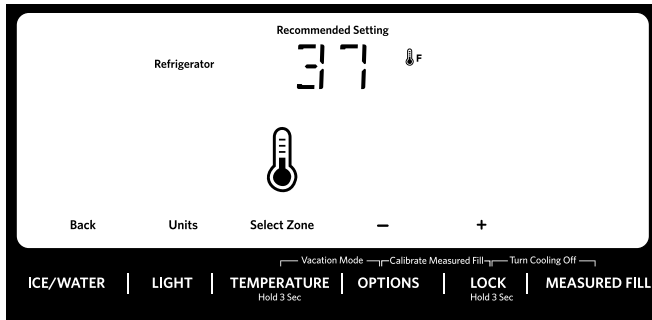 Recommended Setting
Refrigerator 37 F
Back Units Select Zone – +
Vacation Mode Calibrate Measured Fill Turn Cooling Off
ICE/WATER LIGHT TEMPERATURE OPTIONS LOCK MEASURED FILL
Hold 3 Sec Hold 3 Sec